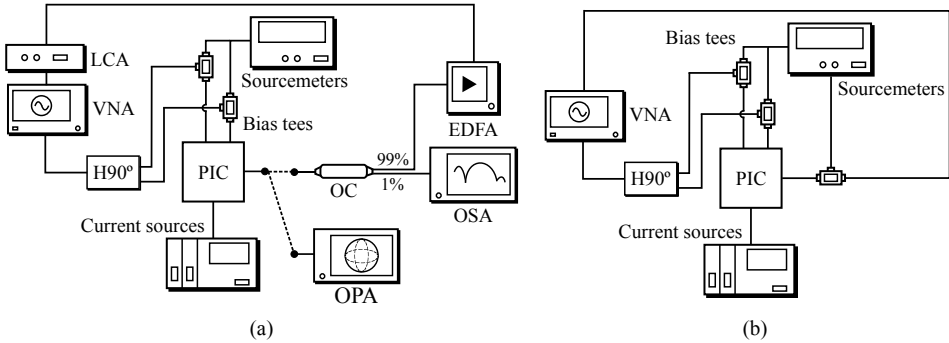 LCA
VNA
Bias tees
Sourcemeters
H90º
PIC
Current sources
OC
99%
1%
EDFA
OSA
OPA
(a)
VNA
Bias tees
Sourcemeters
H90º
PIC
Current sources
(b)